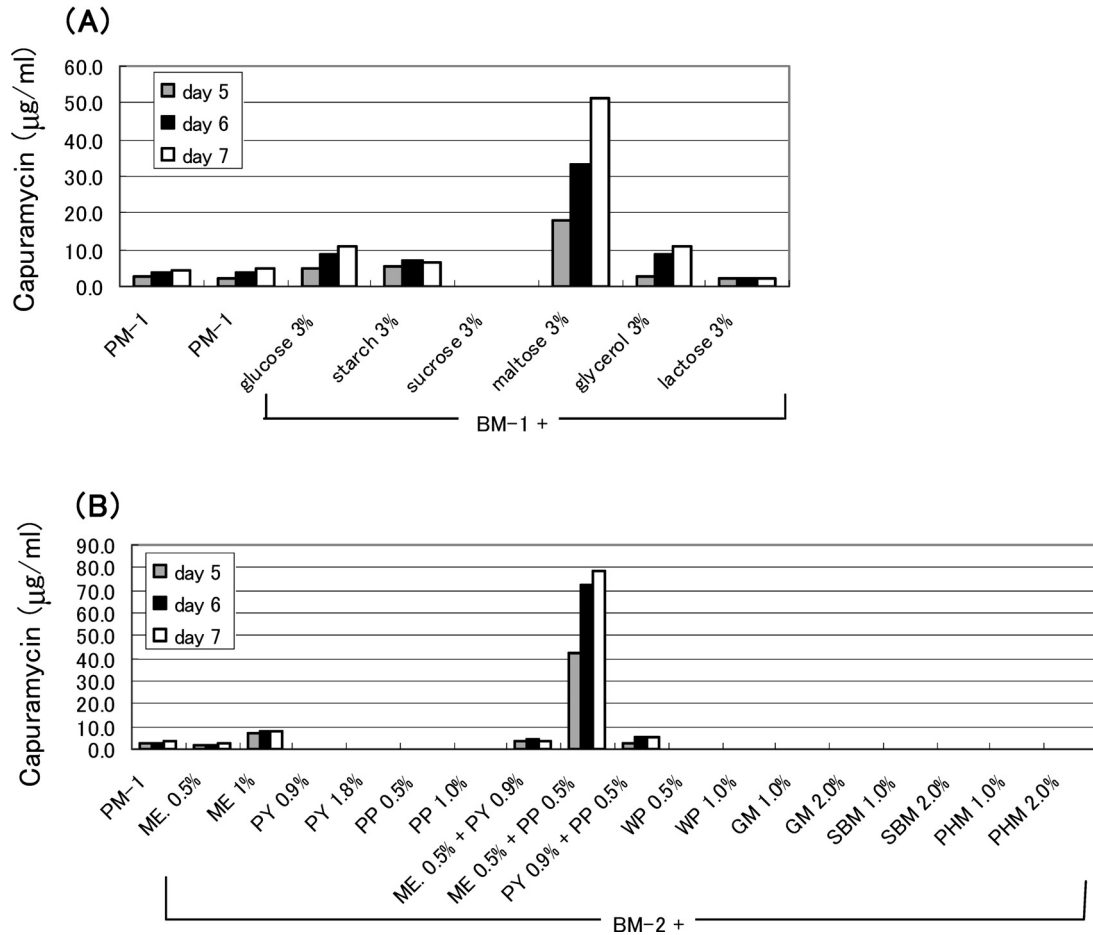 (A)
Capuramycin (μg/ml)
60.0
50.0
40.0
30.0
20.0
10.0
0.0
day 5
day 6
day 7
PM-1
PM-1
glucose 3%
starch 3%
sucrose 3%
maltose 3%
glycerol 3%
lactose 3%
BM-1 +
(B)
Capuramycin (μg/ml)
90.0
80.0
70.0
60.0
50.0
40.0
30.0
20.0
10.0
0.0
day 5
day 6
day 7
PM-1
ME. 0.5%
ME 1%
PY 0.9%
PY 1.8%
PP 0.5%
PP 1.0%
ME. 0.5% + PY 0.9%
ME 0.5% + PP 0.5%
PY 0.9% + PP 0.5%
WP 0.5%
WP 1.0%
GM 1.0%
GM 2.0%
SBM 1.0%
SBM 2.0%
PHM 1.0%
PHM 2.0%
BM-2 +